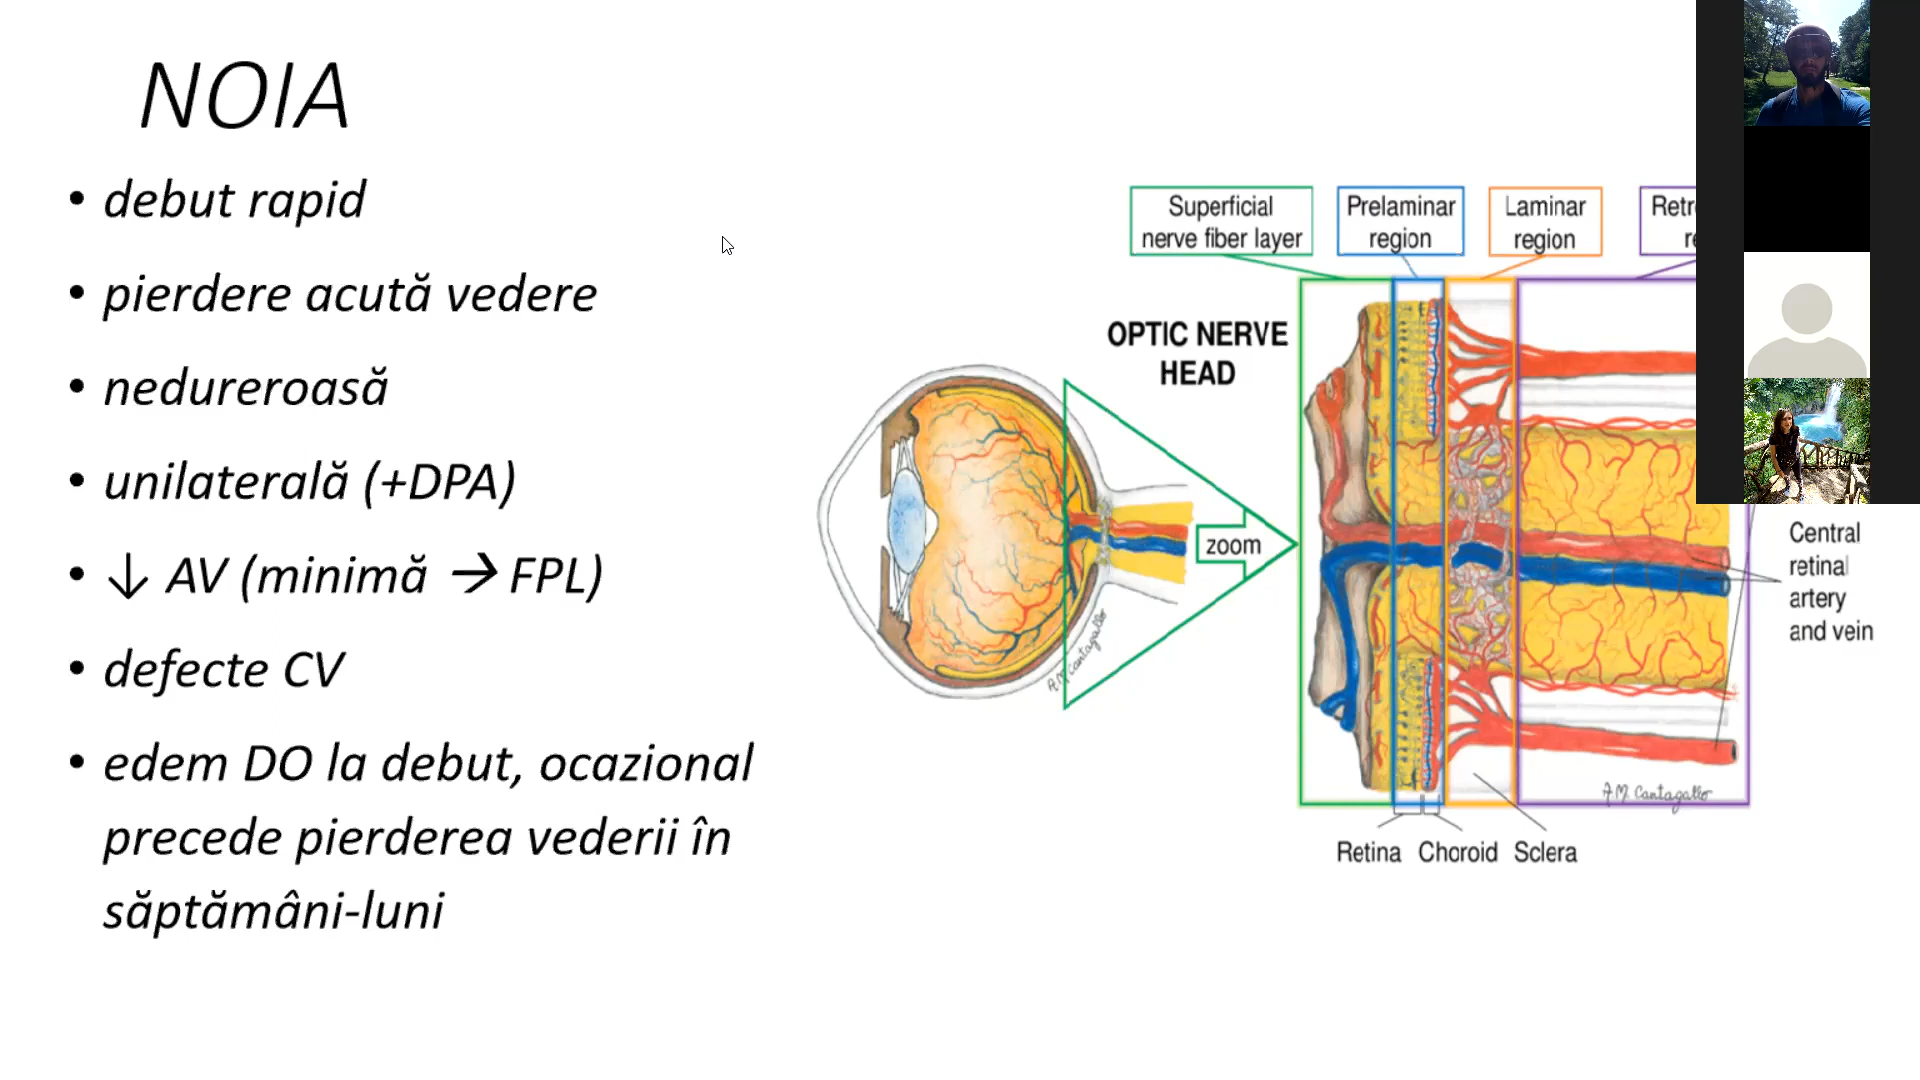 NOIA
• debut rapid
• pierdere acută vedere
• nedureroasă
• unilaterală (+DPA)
• ↓ AV (minimă → FPL)
• defecte CV
• edem DO la debut, ocazional
precede pierderea vederii în
săptămâni-luni
Superficial
nerve fiber layer
Prelaminar
region
Laminar
region
OPTIC NERVE
HEAD
zoom
Central
retinal
artery
and vein
A.M. Cantagallo
A.M. Cantagallo
Retina Choroid Sclera